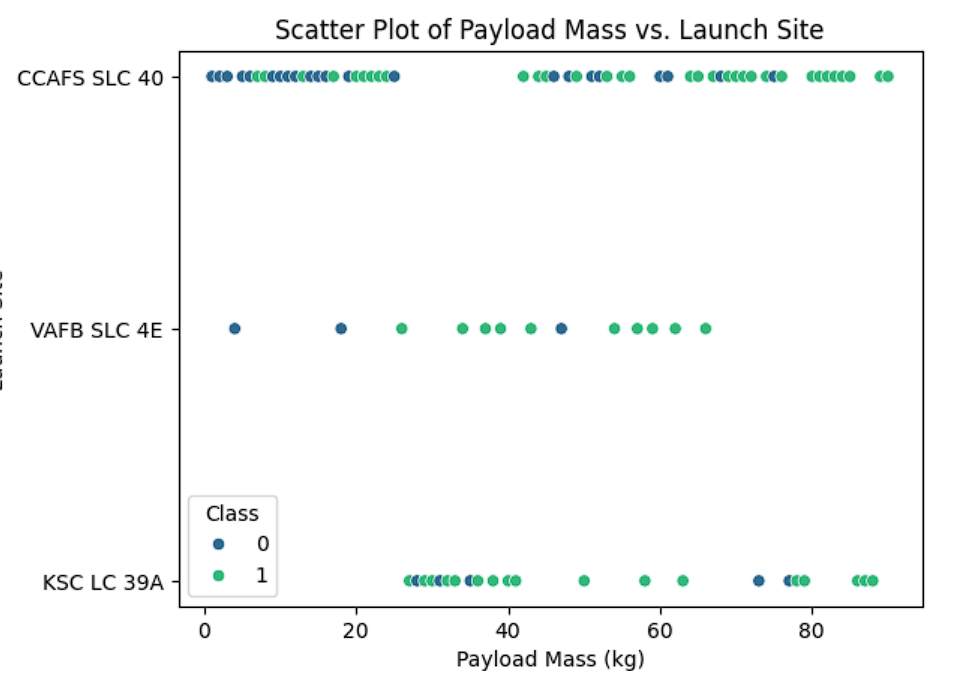 Scatter Plot of Payload Mass vs. Launch Site
CCAFS SLC 40
VAFB SLC 4E
KSC LC 39A
Class
0
1
0 20 40 60 80
Payload Mass (kg)